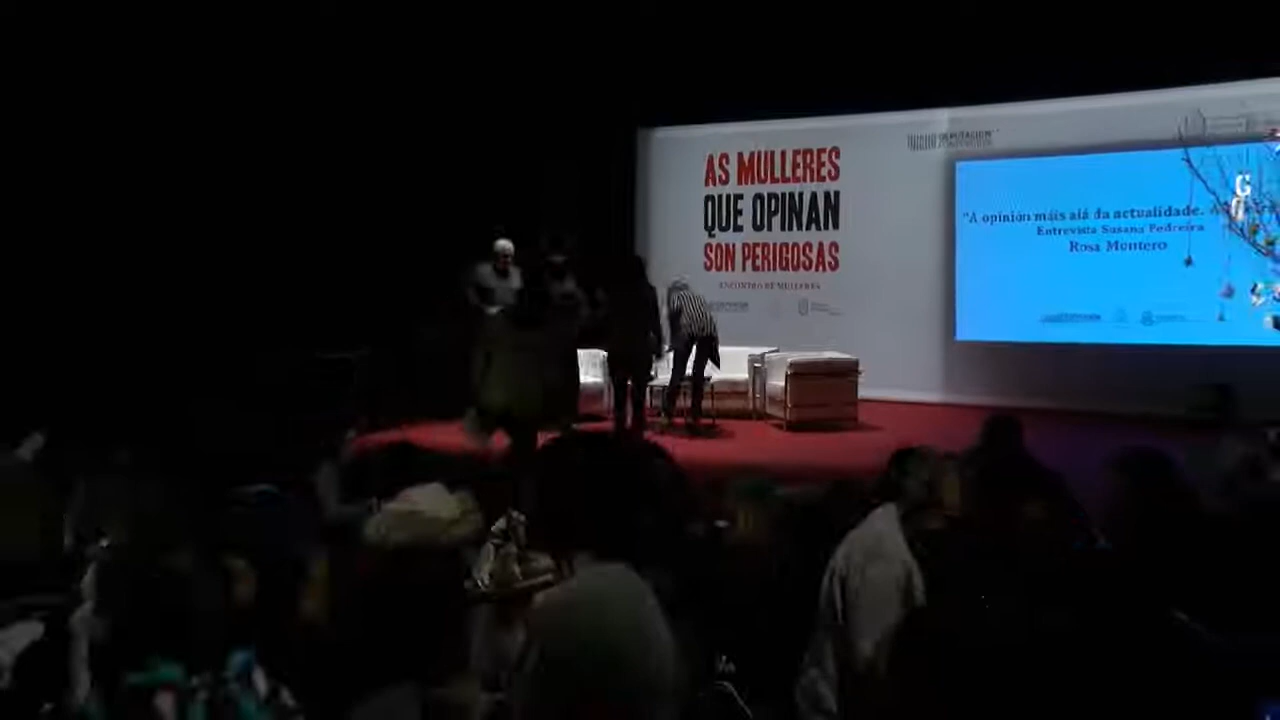 AS MULLERES
QUE OPINAN
SON PERIGOSAS
ENCONTRO DE MULLERES
DEPUTACIÓN
"A opinión máis alá da actualidade.
Entrevista Susana Pedreira
Rosa Montero